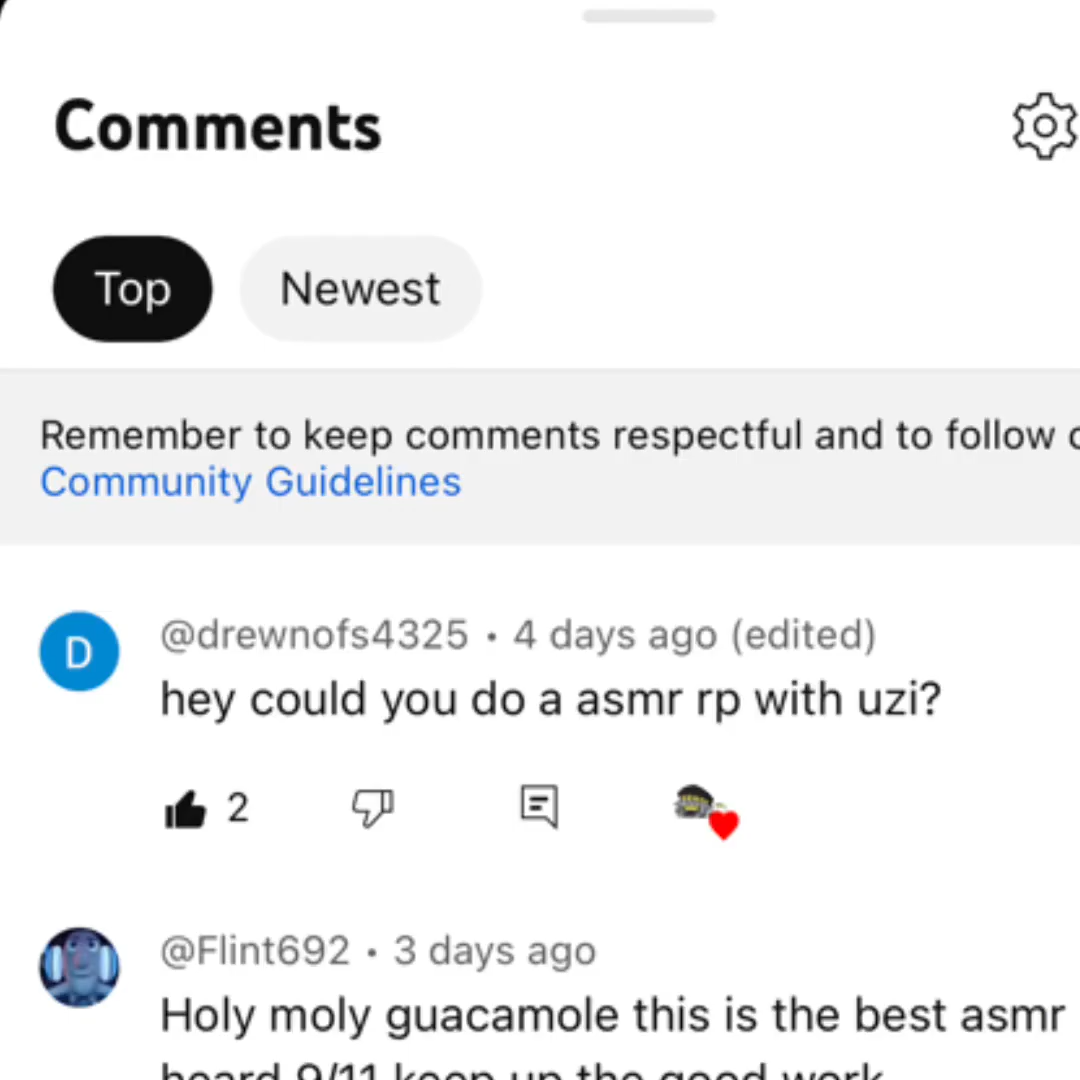 Comments
Top
Newest
Remember to keep comments respectful and to follow
Community Guidelines
D
@drewnofs4325 • 4 days ago (edited)
hey could you do a asmr rp with uzi?
2
@Flint692 • 3 days ago
Holy moly guacamole this is the best asmr
heard 9/11 keep up the good work